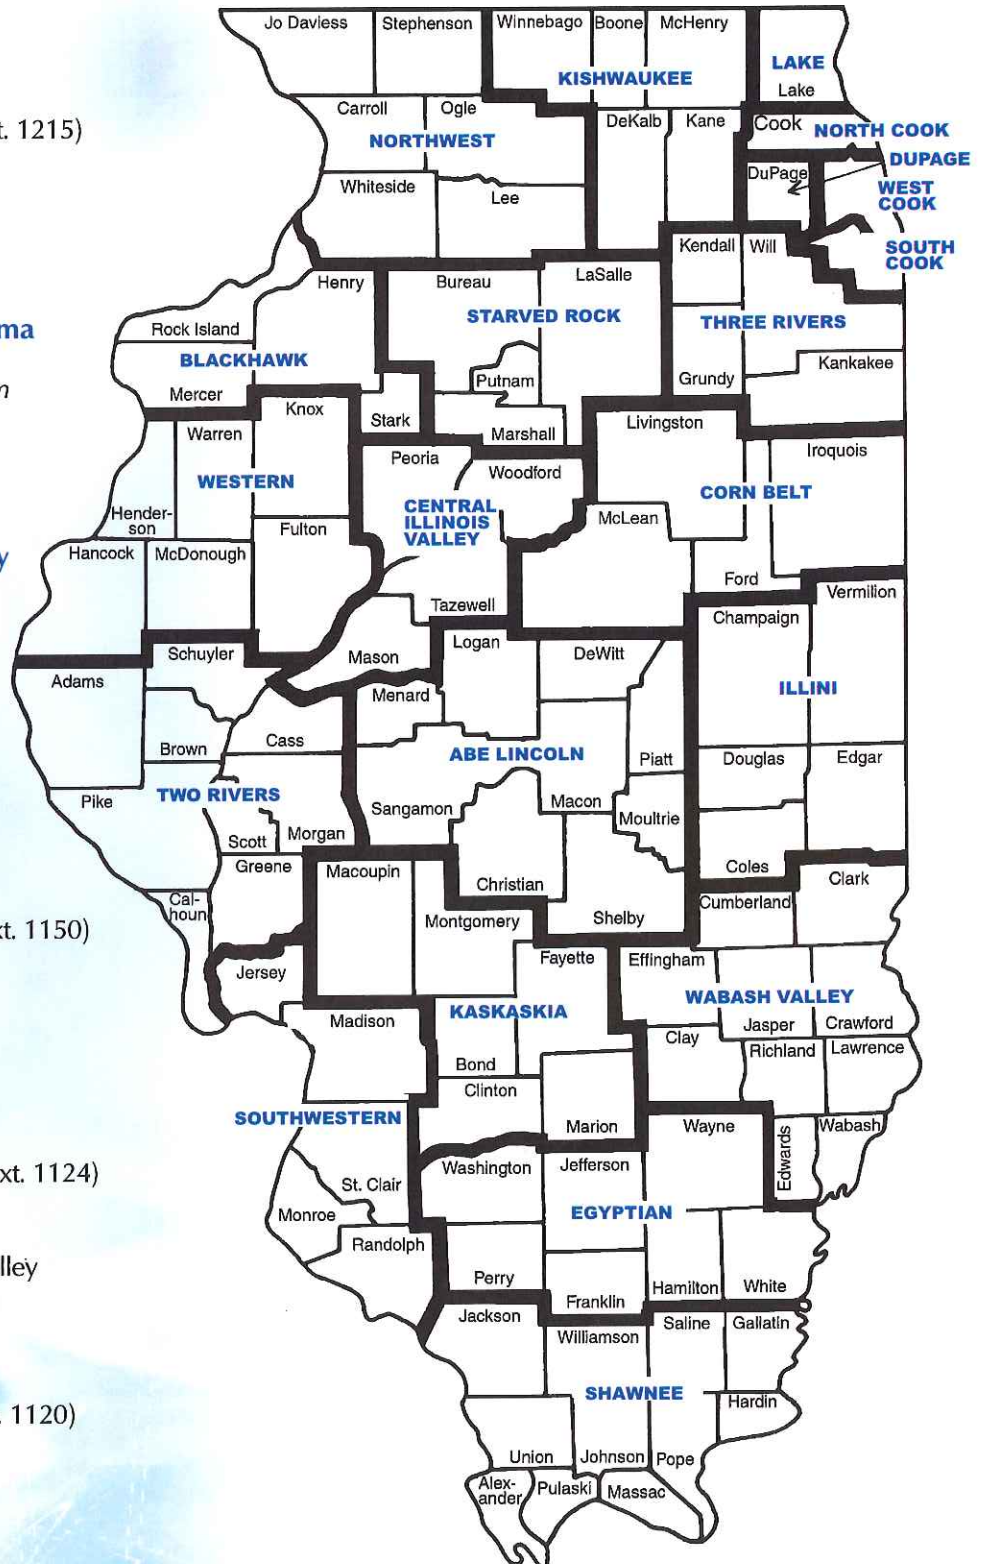 Jo Daviess
Stephenson
Winnebago
Boone
McHenry
LAKE
Lake
KISHWAUKEE
Carroll
Ogle
NORTHWEST
DeKalb
Kane
Cook
NORTH COOK
t. 1215)
DUPAGE
DuPage
WEST
COOK
Whiteside
Lee
SOUTH
COOK
Kendall
Will
Henry
Bureau
LaSalle
STARVED ROCK
THREE RIVERS
ma
Rock Island
BLACKHAWK
Kankakee
Putnam
Grundy
n
Mercer
Knox
Stark
Livingston
Warren
Marshall
Iroquois
Peoria
Woodford
WESTERN
CORN BELT
CENTRAL
ILLINOIS
VALLEY
Hender-
son
McLean
Fulton
Hancock
McDonough
y
Ford
Vermilion
Tazewell
Champaign
Logan
DeWitt
Schuyler
Mason
Adams
Menard
ILLINI
Cass
Brown
ABE LINCOLN
Piatt
Douglas
Edgar
Pike
TWO RIVERS
Sangamon
Macon
Moultrie
Scott
Morgan
Greene
Macoupin
Coles
Clark
Christian
Cal-
houn
Cumberland
Montgomery
Shelby
xt. 1150)
Fayette
Effingham
Jersey
WABASH VALLEY
KASKASKIA
Madison
Jasper
Crawford
Clay
Richland
Lawrence
Bond
Clinton
SOUTHWESTERN
Marion
Wayne
Edwards
Wabash
xt. 1124)
Washington
Jefferson
St. Clair
EGYPTIAN
Monroe
Randolph
lley
Perry
Hamilton
White
Franklin
Jackson
Saline
Gallatin
Williamson
SHAWNEE
Hardin
. 1120)
Union
Johnson
Pope
Alex-
ander
Pulaski
Massac